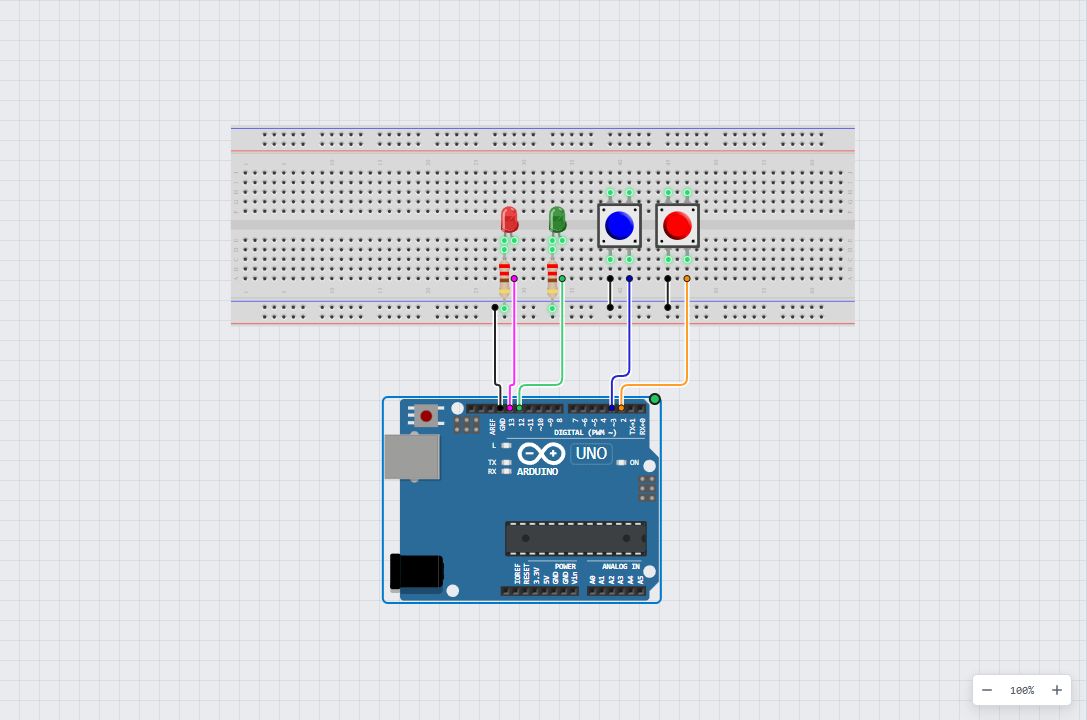 AREF
GND
13
12
~11
~10
~9
8
7
~6
~5
4
~3
2
TX→1
RX←0
DIGITAL (PWM ~)
L
TX
RX
UNO
ON
ARDUINO
POWER
ANALOG IN
IOREF
RESET
3.3V
5V
GND
GND
Vin
A0
A1
A2
A3
A4
A5
100%